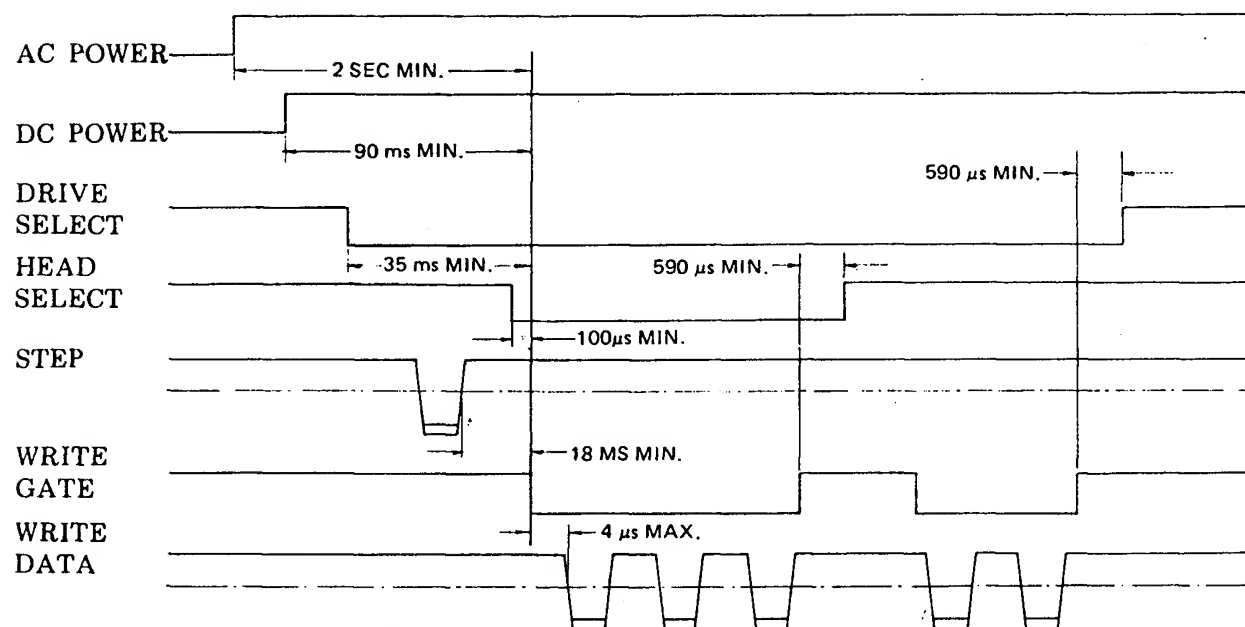 AC POWER
2 SEC MIN.
DC POWER
90 ms MIN.
590 μs MIN.
DRIVE
SELECT
HEAD
SELECT
35 ms MIN.
590 μs MIN.
100μs MIN.
STEP
18 MS MIN.
WRITE
GATE
WRITE
DATA
4 μs MAX.